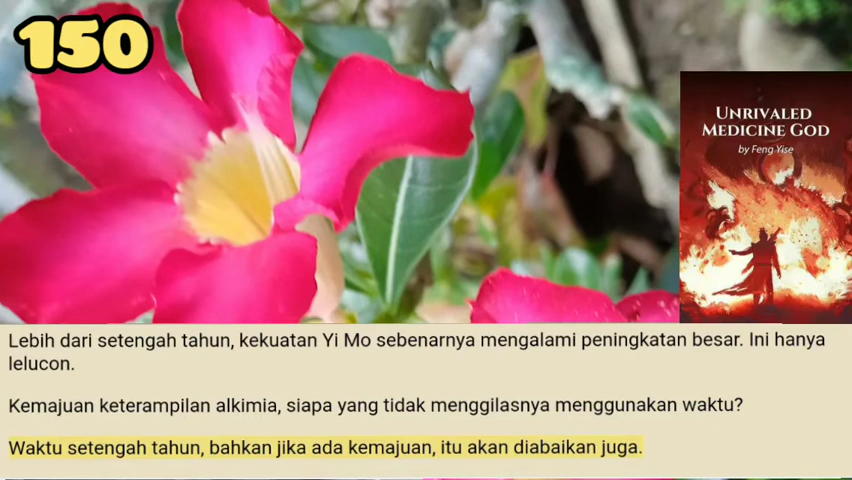 150
UNRIVALED
MEDICINE GOD
by Feng Yise
Lebih dari setengah tahun, kekuatan Yi Mo sebenarnya mengalami peningkatan besar. Ini hanya
lelucon.
Kemajuan keterampilan alkimia, siapa yang tidak menggilasnya menggunakan waktu?
Waktu setengah tahun, bahkan jika ada kemajuan, itu akan diabaikan juga.